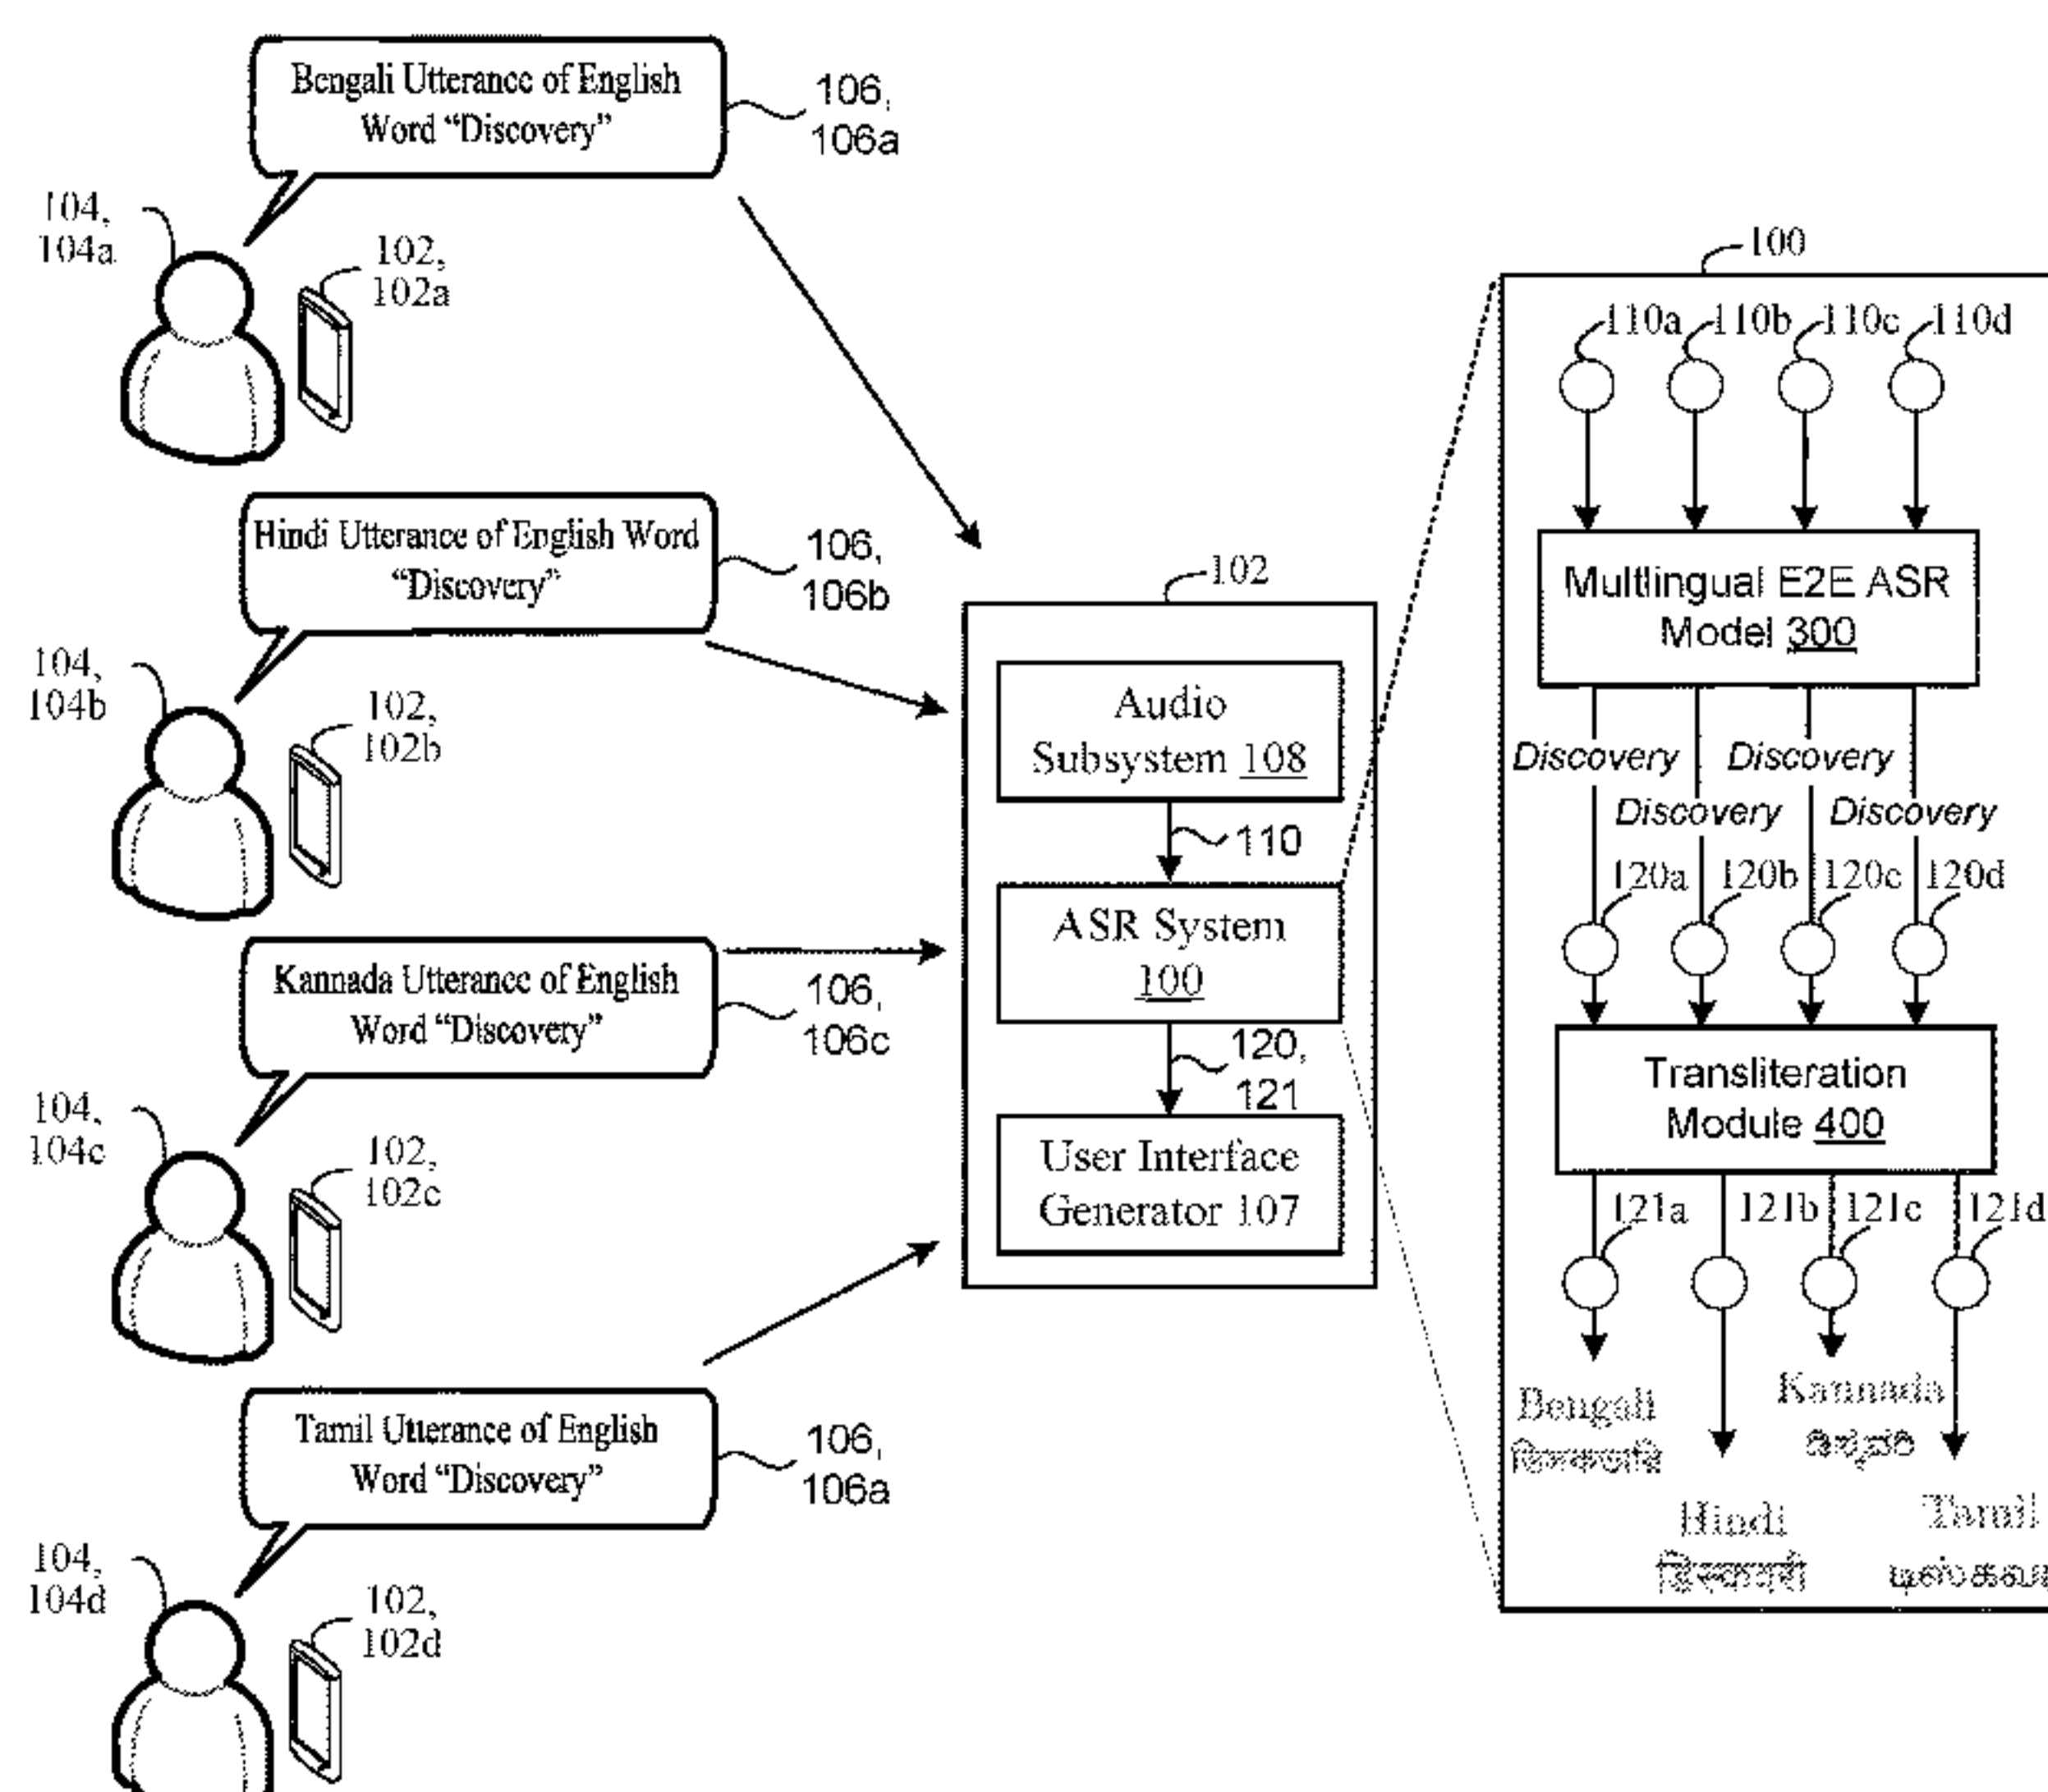 Bengali Utterance of English
Word “Discovery”
106,
106a
104,
104a
102,
102a
Hindi Utterance of English Word
“Discovery”
106,
106b
104,
104b
102,
102b
Kannada Utterance of English
Word “Discovery”
106,
106c
104,
104c
102,
102c
Tamil Utterance of English
Word “Discovery”
106,
106a
104,
104d
102,
102d
102
Audio
Subsystem 108
110
ASR System
100
120,
121
User Interface
Generator 107
100
110a 110b 110c 110d
Multlingual E2E ASR
Model 300
Discovery Discovery
Discovery Discovery
120a 120b 120c 120d
Transliteration
Module 400
121a 121b 121c 121d
Bengali
Kannada
Hindi
डिस्कवरी
Tamil